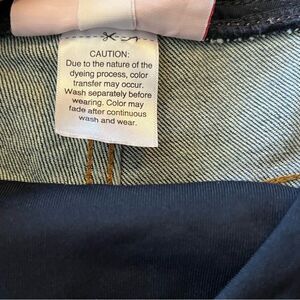 CAUTION:
Due to the nature of the
dyeing process, color
transfer may occur.
Wash separately before
wearing. Color may
fade after continuous
wash and wear.